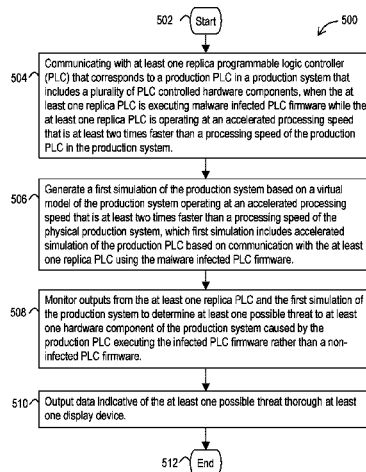 502
Start
500
504
Communicating with at least one replica programmable logic controller
(PLC) that corresponds to a production PLC in a production system that
includes a plurality of PLC controlled hardware components, when the
at least one replica PLC is executing malware infected PLC firmware while the
at least one replica PLC is operating at an accelerated processing speed
that is at least two times faster than a processing speed of the production
PLC in the production system.
506
Generate a first simulation of the production system based on a virtual
model of the production system operating at an accelerated processing
speed that is at least two times faster than a processing speed of the
physical production system, which first simulation includes accelerated
simulation of the production PLC based on communication with the at least
one replica PLC using the malware infected PLC firmware.
508
Monitor outputs from the at least one replica PLC and the first simulation
of the production system to determine at least one possible threat to at least
one hardware component of the production system caused by the
production PLC executing the infected PLC firmware rather than a non-
infected PLC firmware.
510
Output data indicative of the at least one possible threat thorough at least
one display device.
512
End